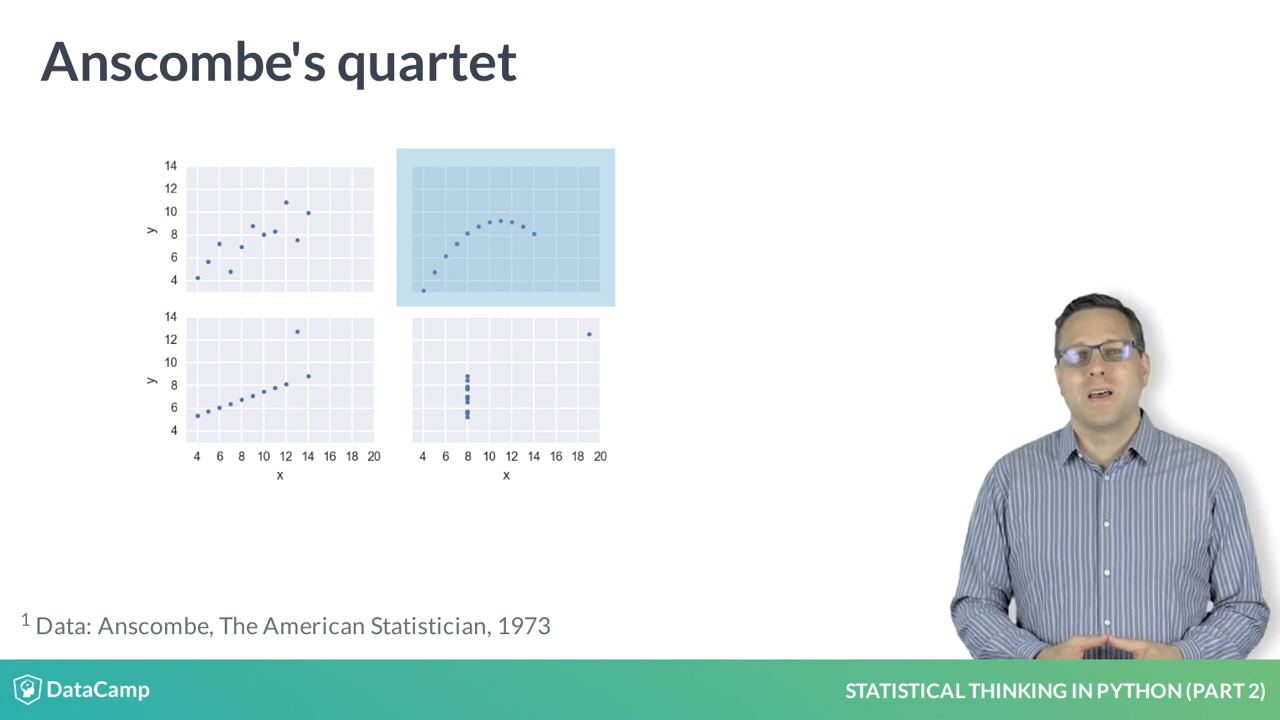 Anscombe's quartet
14
12
10
8
6
4
y
14
12
10
8
6
4
y
4 6 8 10 12 14 16 18 20
x
4 6 8 10 12 14 16 18 20
x
1 Data: Anscombe, The American Statistician, 1973
DataCamp
STATISTICAL THINKING IN PYTHON (PART 2)